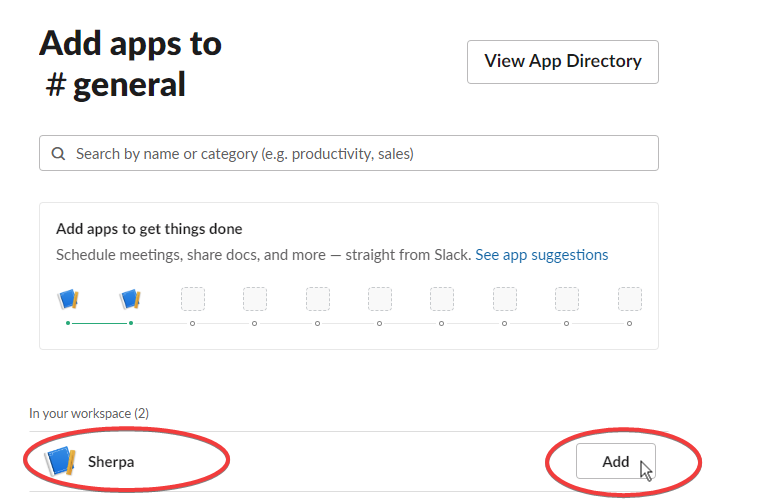 Add apps to
# general
View App Directory
Search by name or category (e.g. productivity, sales)
Add apps to get things done
Schedule meetings, share docs, and more — straight from Slack. See app suggestions
In your workspace (2)
Sherpa
Add